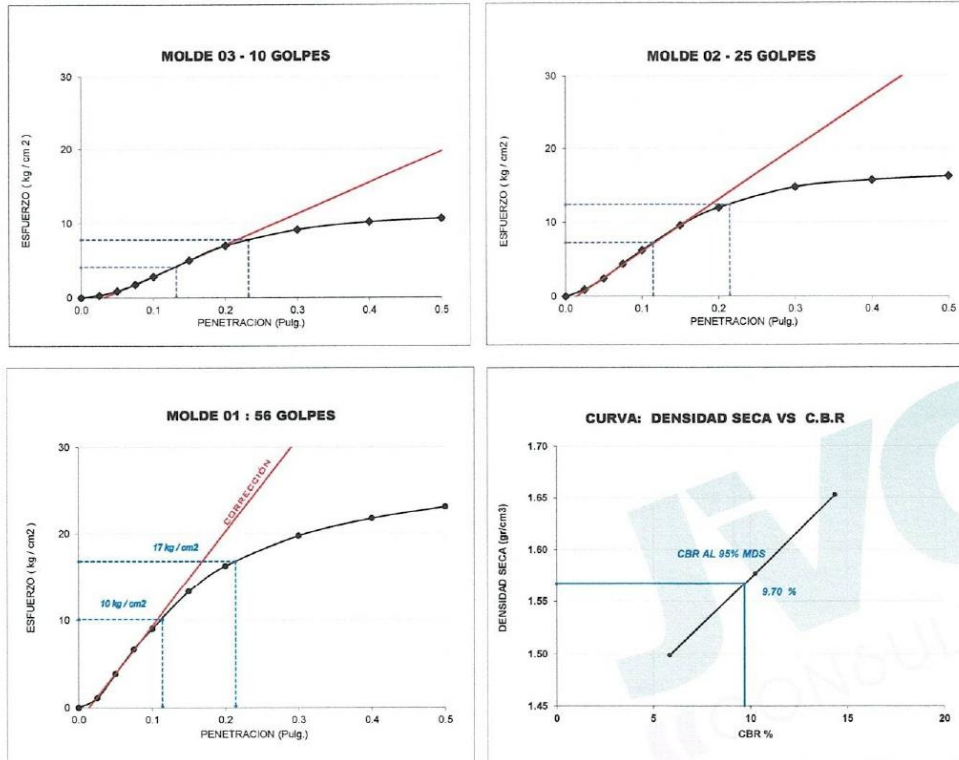 MOLDE 03 - 10 GOLPES
ESFUERZO ( kg / cm 2 )
30
20
10
0
0.0 0.1 0.2 0.3 0.4 0.5
PENETRACION (Pulg.)
MOLDE 02 - 25 GOLPES
ESFUERZO ( kg / cm2)
30
20
10
0
0.0 0.1 0.2 0.3 0.4 0.5
PENETRACION (Pulg.)
MOLDE 01 : 56 GOLPES
ESFUERZO ( kg / cm2)
30
20
10
0
CORRECCIÓN
17 kg / cm2
10 kg / cm2
0.0 0.1 0.2 0.3 0.4 0.5
PENETRACION (Pulg.)
CURVA: DENSIDAD SECA VS C.B.R
DENSIDAD SECA (gr/cm3)
1.70
1.65
1.60
1.55
1.50
1.45
CBR AL 95% MDS
9.70 %
0 5 10 15 20
CBR %